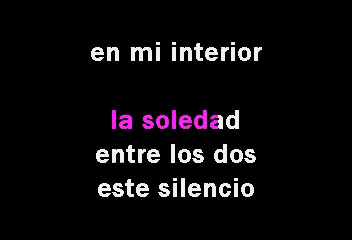 en mi interior
la soledad
entre los dos
este silencio